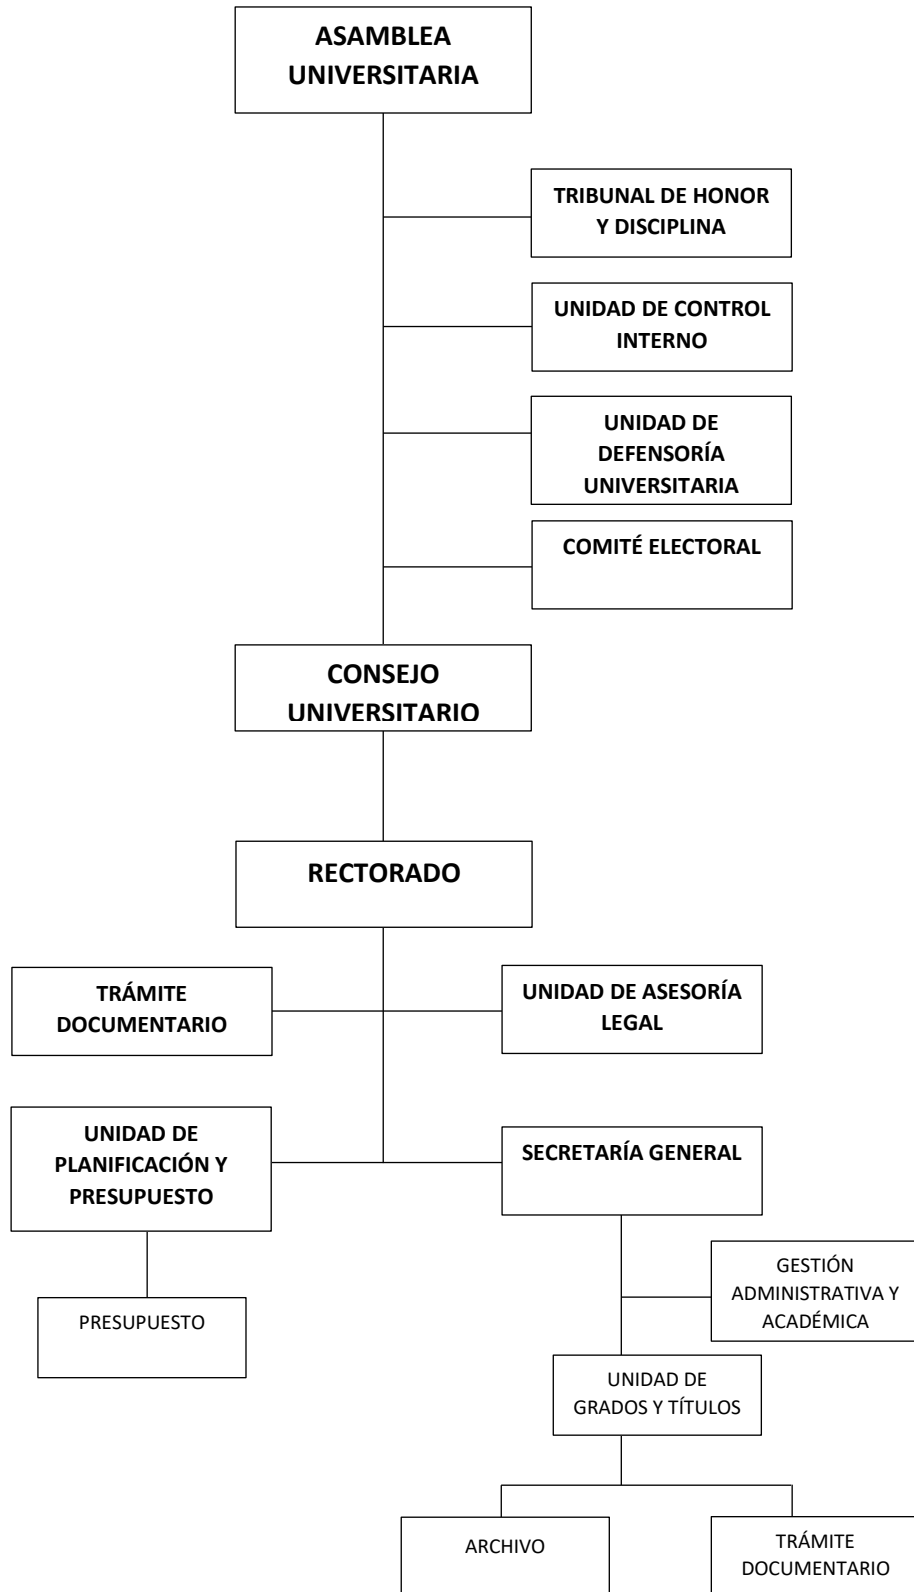 ASAMBLEA
UNIVERSITARIA
TRIBUNAL DE HONOR
Y DISCIPLINA
UNIDAD DE CONTROL
INTERNO
UNIDAD DE
DEFENSORÍA
UNIVERSITARIA
COMITÉ ELECTORAL
CONSEJO
UNIVERSITARIO
RECTORADO
TRÁMITE
DOCUMENTARIO
UNIDAD DE ASESORÍA
LEGAL
UNIDAD DE
PLANIFICACIÓN Y
PRESUPUESTO
SECRETARÍA GENERAL
PRESUPUESTO
GESTIÓN
ADMINISTRATIVA Y
ACADÉMICA
UNIDAD DE
GRADOS Y TÍTULOS
ARCHIVO
TRÁMITE
DOCUMENTARIO